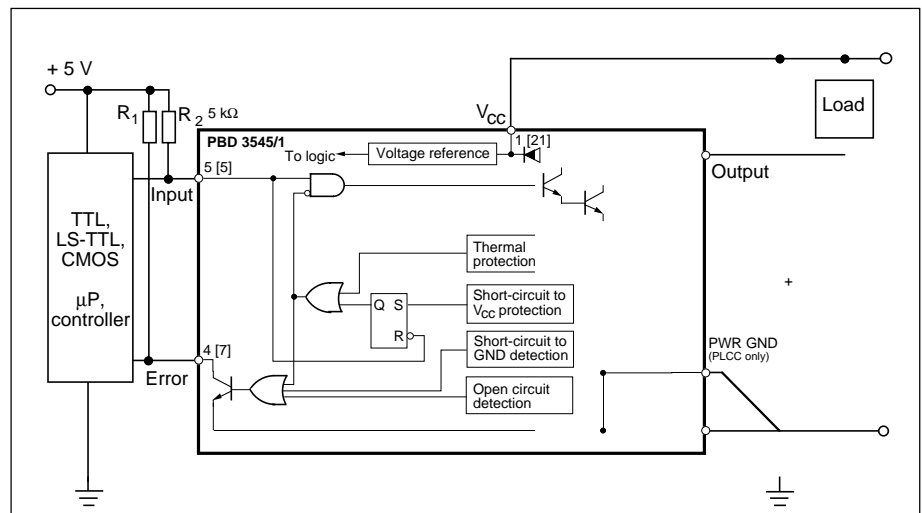 + 5 V
R1
R2 5 kΩ
VCC
PBD 3545/1
1 [21]
Load
To logic
Voltage reference
5 [5]
Input
Output
TTL,
LS-TTL,
CMOS
µP,
controller
Thermal
protection
Q S
R
Short-circuit to
VCC protection
+
Short-circuit to
GND detection
PWR GND
(PLCC only)
4 [7]
Error
Open circuit
detection